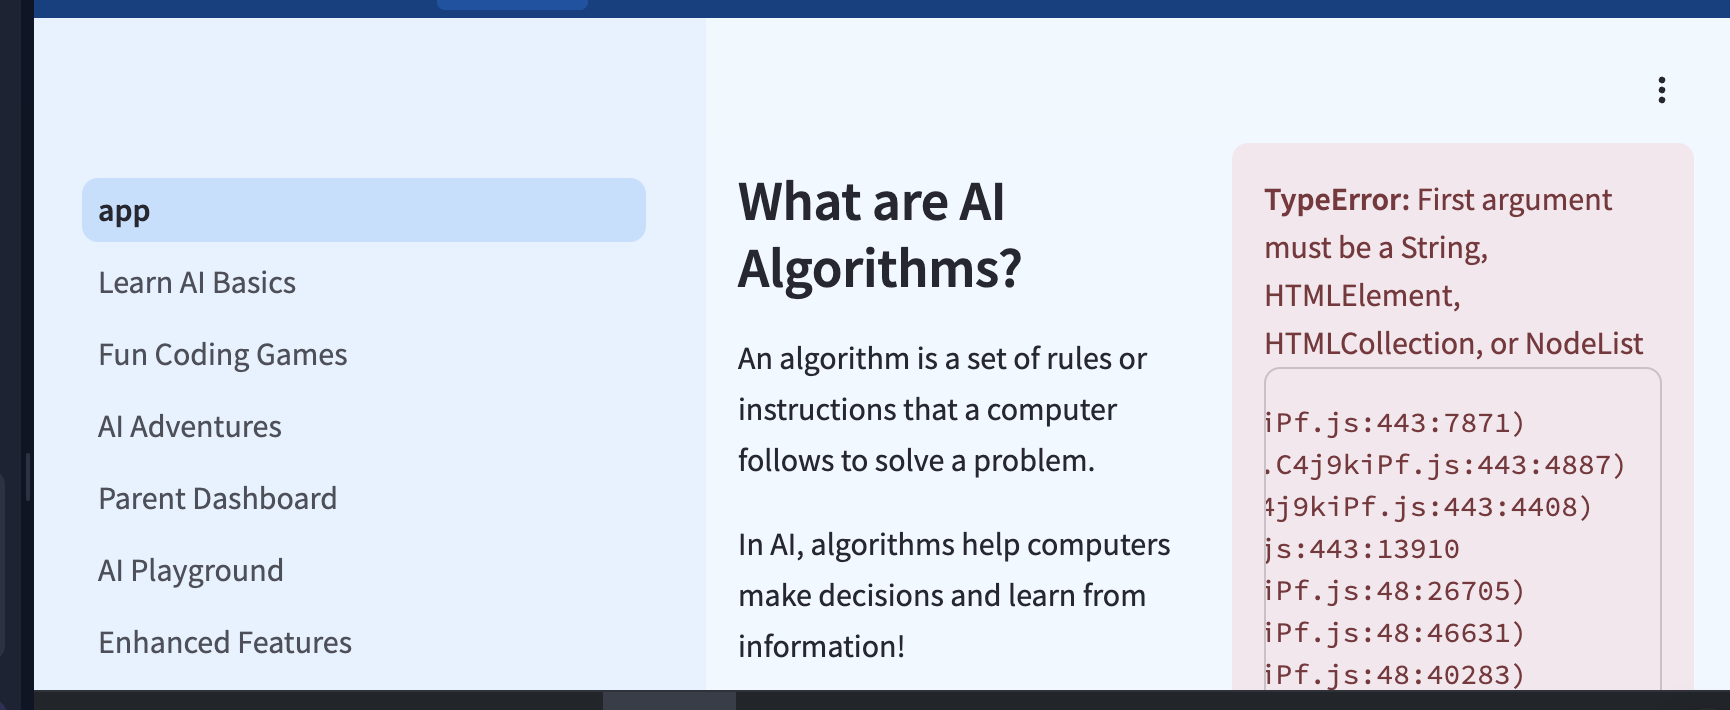 app
Learn AI Basics
Fun Coding Games
AI Adventures
Parent Dashboard
AI Playground
Enhanced Features
What are AI
Algorithms?
An algorithm is a set of rules or
instructions that a computer
follows to solve a problem.
In AI, algorithms help computers
make decisions and learn from
information!
TypeError: First argument
must be a String,
HTMLElement,
HTMLCollection, or NodeList
iPf.js:443:7871)
.C4j9kiPf.js:443:4887)
4j9kiPf.js:443:4408)
js:443:13910
iPf.js:48:26705)
iPf.js:48:46631)
iPf.js:48:40283)